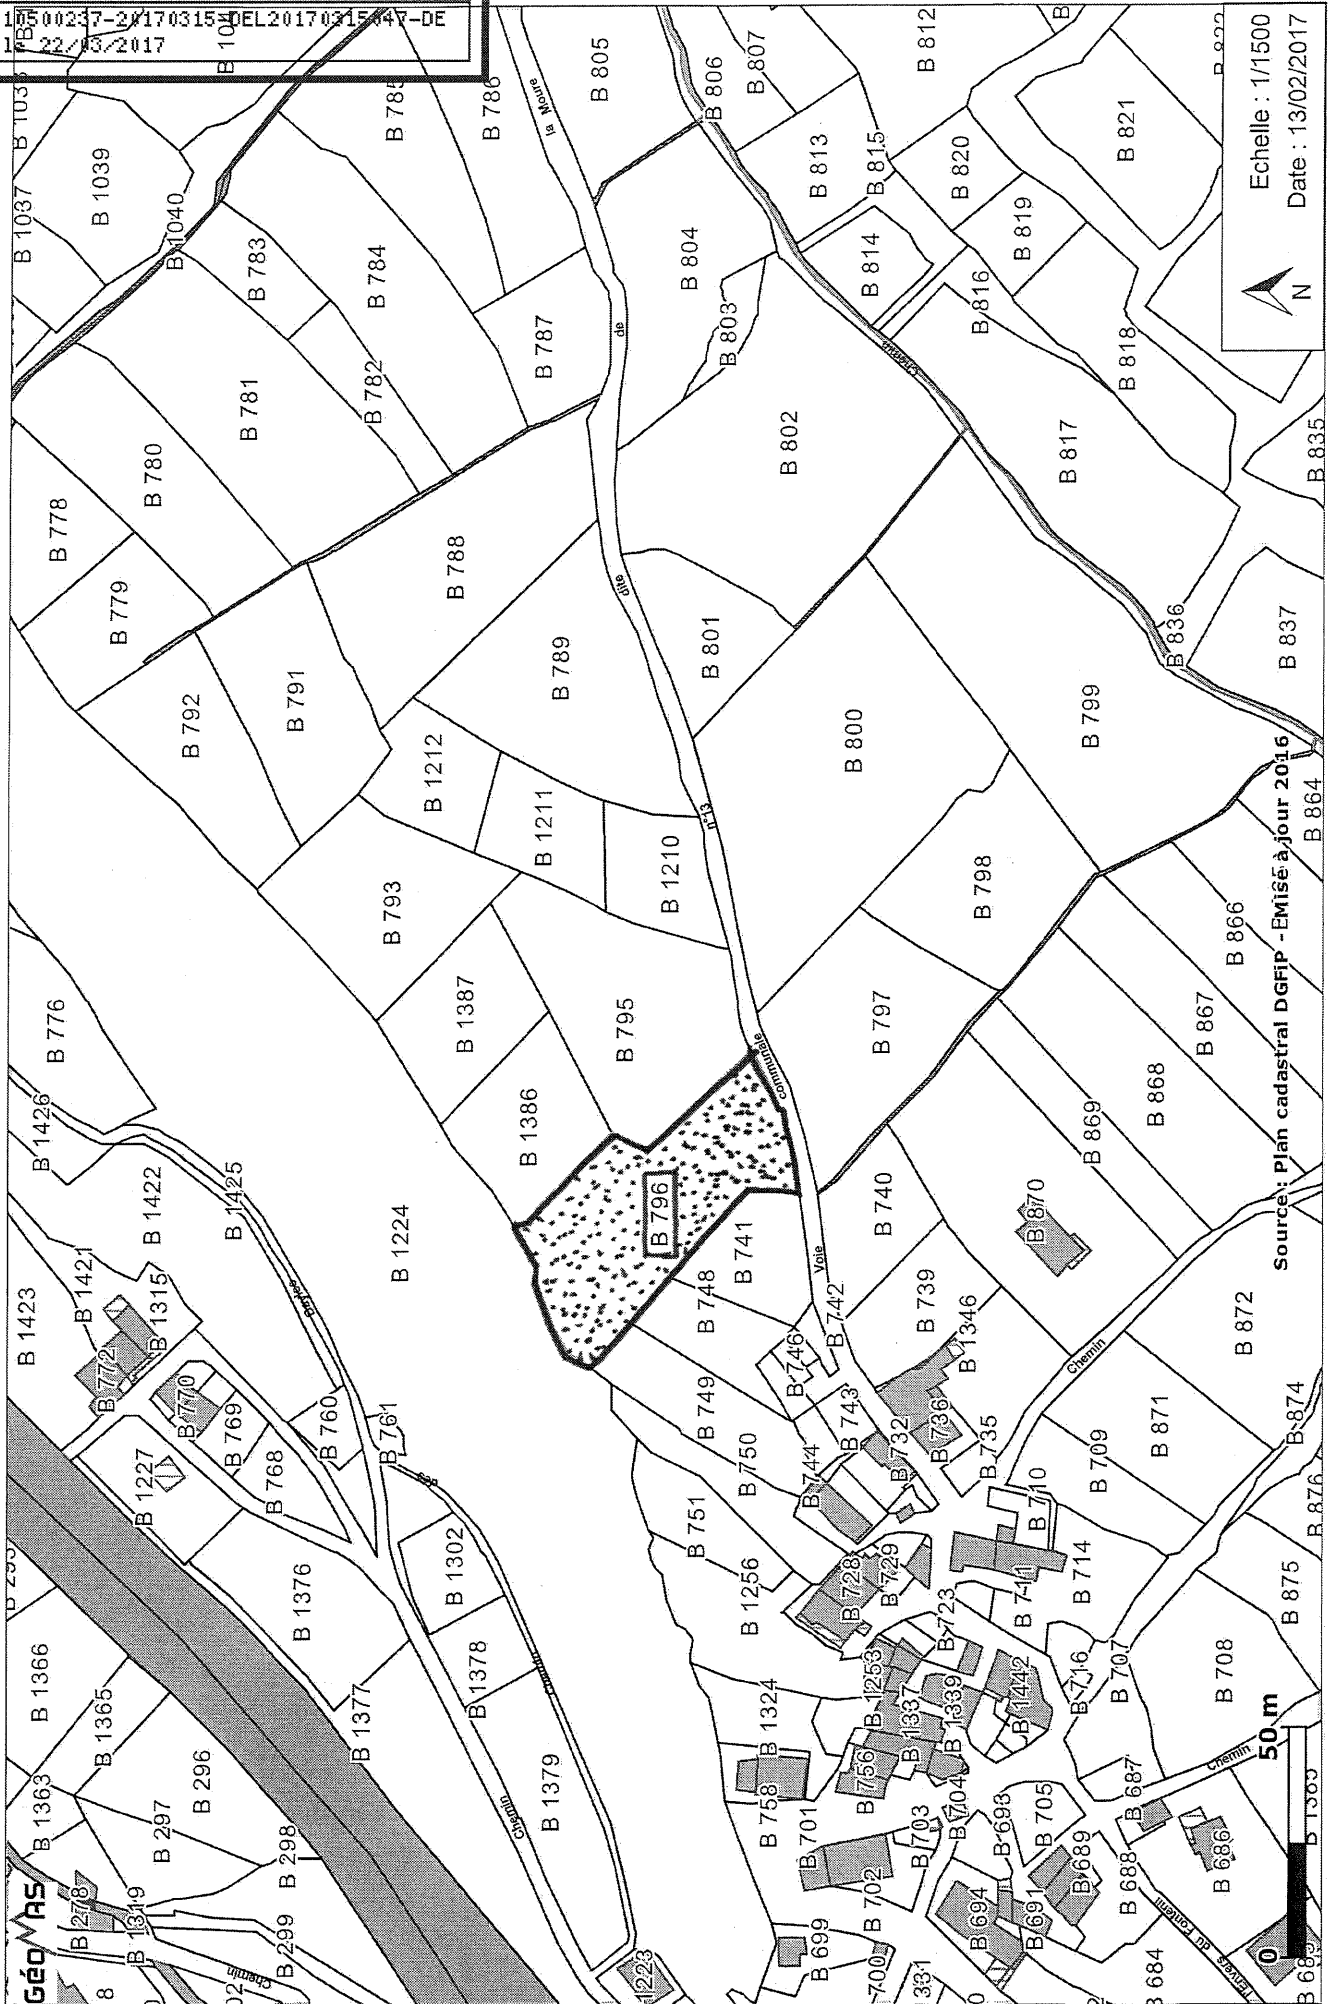 10500237-20170315-DEL20170315047-DE
le 22/03/2017
GéoMAS
Echelle : 1/1500
Date : 13/02/2017
N
B 1423
B 1421
B 1422
B 1426
B 776
B 1425
B 1315
B 772
B 770
B 769
B 768
B 760
B 761
B 1227
B 1376
B 1377
B 1366
B 1365
B 1363
B 296
B 297
B 298
B 299
B 278
B 1319
Chemin
B 1224
B 1302
B 1378
B 1379
Chemin
1223
B 779
B 778
B 780
B 781
B 782
B 783
B 784
B 785
B 786
B 787
B 788
B 789
B 791
B 792
B 793
B 795
B 796
B 1386
B 1387
B 1210
B 1211
B 1212
B 1037
B 1039
B 1040
Voie
communale
n°13
dite
de
la Moure
B 805
B 806
B 807
B 812
B 813
B 815
B 814
B 816
B 820
B 819
B 821
B 818
B 817
B 804
B 803
B 802
B 801
B 800
B 799
B 798
B 797
Chemin
B 835
B 836
B 837
B 864
B 866
B 867
B 868
B 869
B 870
B 872
B 871
B 874
B 875
B 876
B 740
B 739
B 1346
B 741
B 742
B 748
B 746
B 749
B 743
B 750
B 744
B 732
B 736
B 735
Chemin
B 709
B 710
B 711
B 714
B 751
B 1256
B 728
B 729
B 723
B 716
B 707
B 708
B 1324
B 1253
B 1337
B 1339
B 1442
B 758
B 756
B 701
B 702
B 703
B 704
B 705
B 693
B 687
B 686
B 689
B 688
B 691
B 694
B 699
B 684
Chemin
Source : Plan cadastral DGFiP - Mise à jour 2016
0
50 m